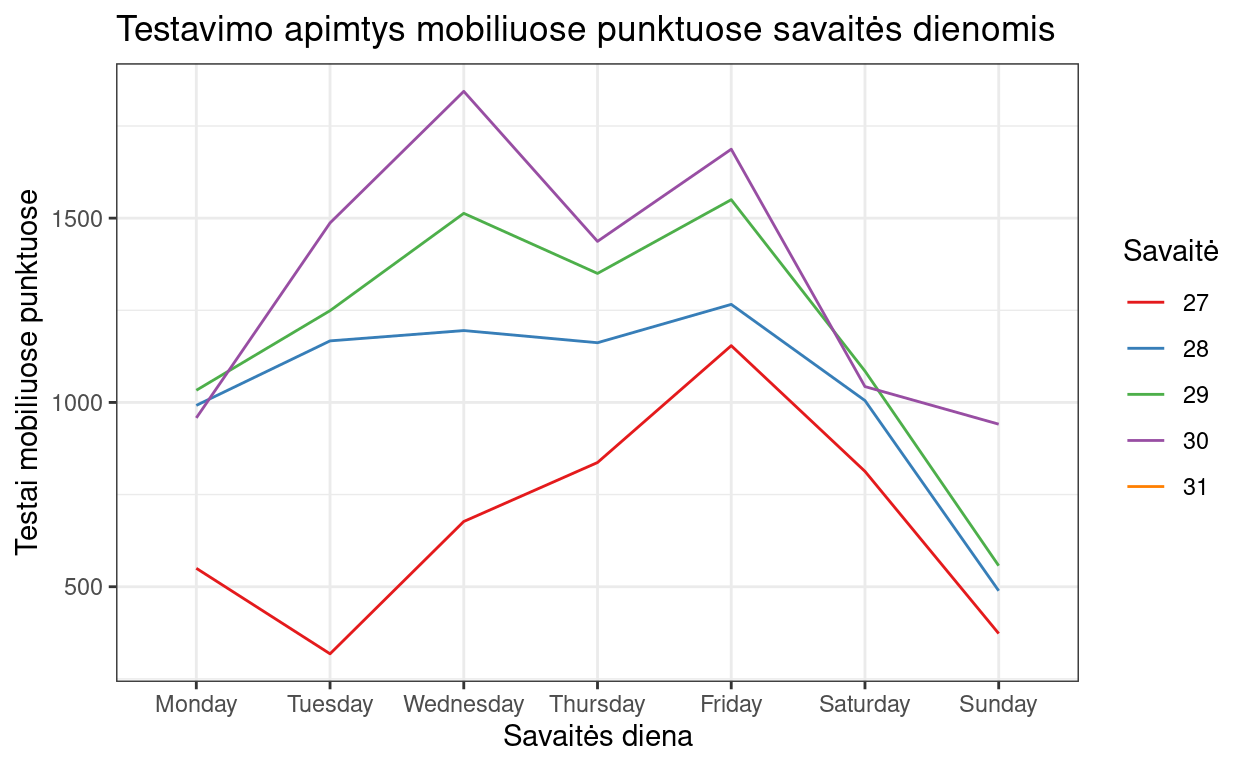 Testavimo apimtys mobiliuose punktuose savaitės dienomis
Testai mobiliuose punktuose
1500
1000
500
Monday Tuesday Wednesday Thursday Friday Saturday Sunday
Savaitės diena
Savaitė
27
28
29
30
31